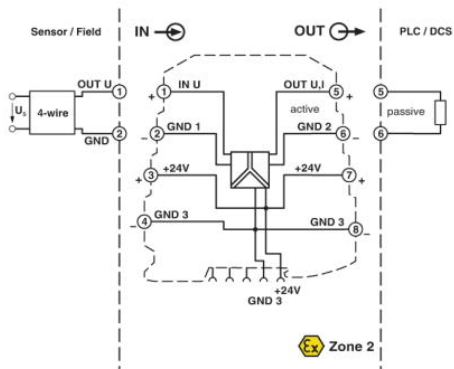 Sensor / Field
IN
OUT
PLC / DCS
OUT U
1
+
1
IN U
OUT U,I
5
+
5
Us
4-wire
active
passive
GND
2
−
2
GND 1
GND 2
6
−
6
+
3
+24V
+24V
7
+
−
4
GND 3
GND 3
8
−
+24V
GND 3
Ex
Zone 2